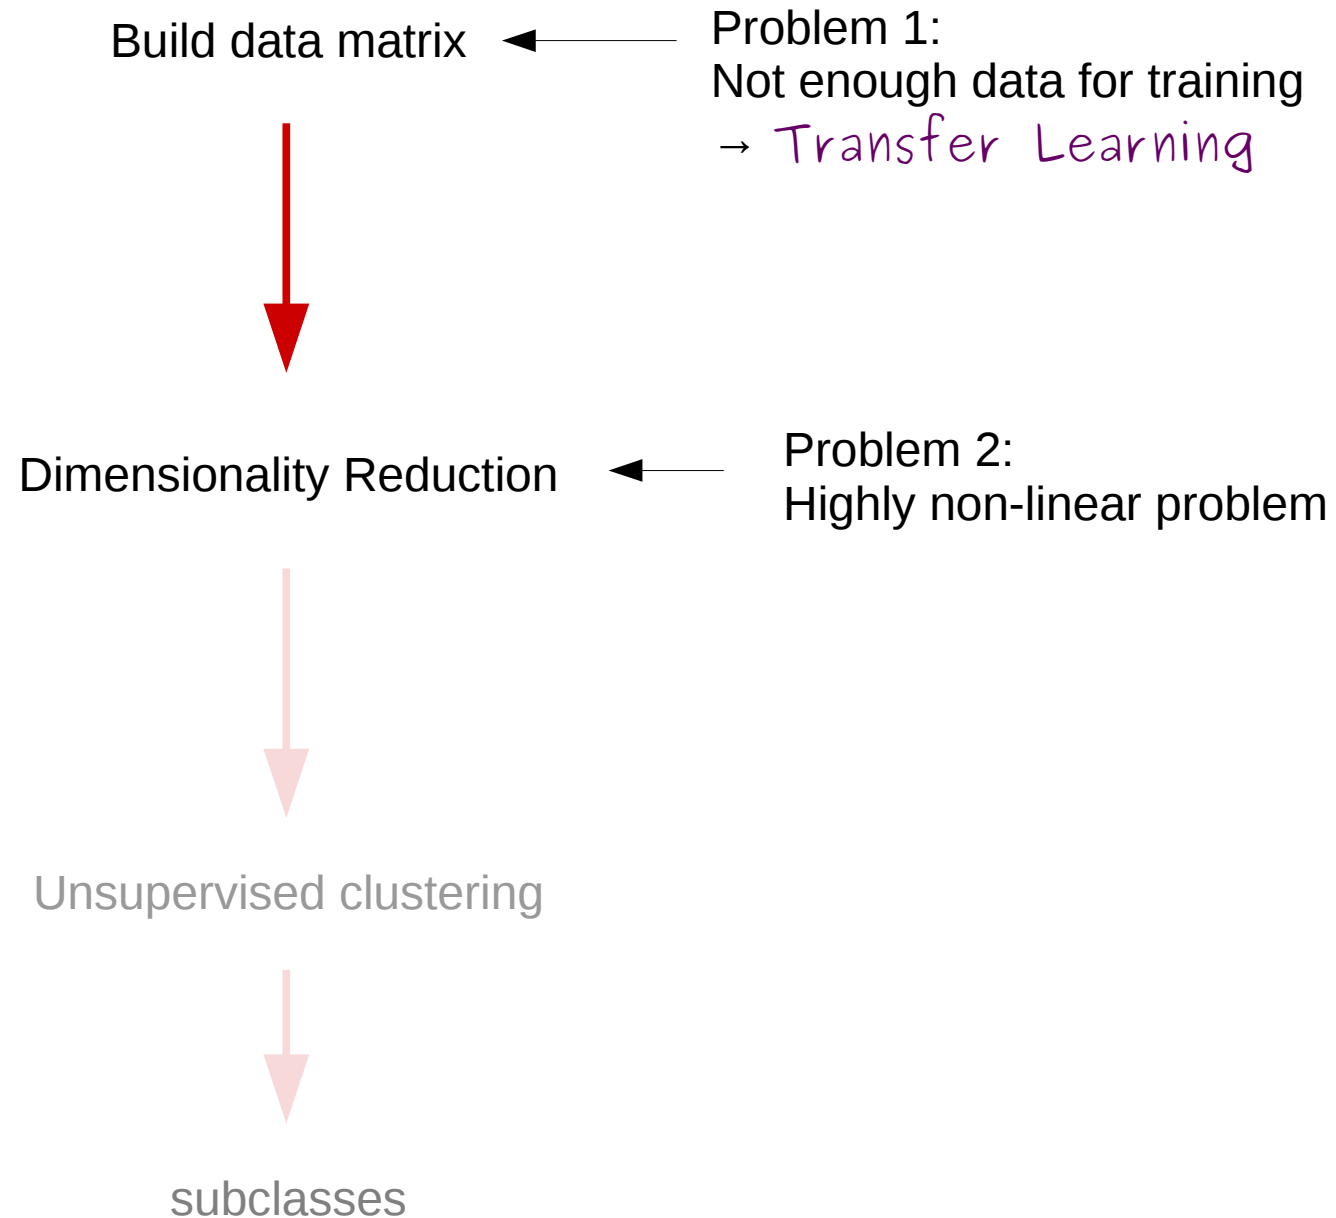 Build data matrix
Problem 1:
Not enough data for training
→ Transfer Learning
Dimensionality Reduction
Problem 2:
Highly non-linear problem
Unsupervised clustering
subclasses